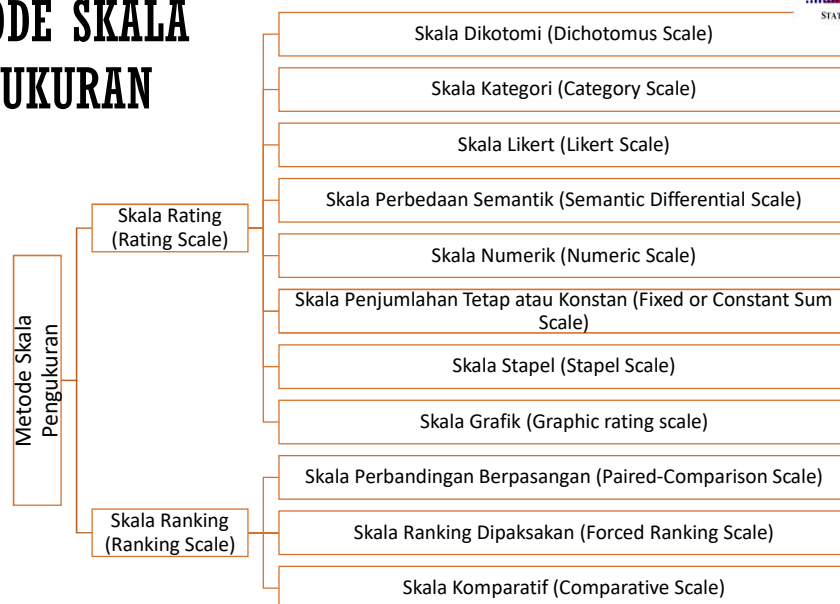 SKALA
Skala Dikotomi (Dichotomus Scale)
Skala Kategori (Category Scale)
Skala Likert (Likert Scale)
Skala Perbedaan Semantik (Semantic Differential Scale)
Skala Rating
(Rating Scale)
Skala Numerik (Numeric Scale)
Skala Penjumlahan Tetap atau Konstan (Fixed or Constant Sum
Scale)
Metode Skala
Pengukuran
Skala Stapel (Stapel Scale)
Skala Grafik (Graphic rating scale)
Skala Perbandingan Berpasangan (Paired-Comparison Scale)
Skala Ranking
(Ranking Scale)
Skala Ranking Dipaksakan (Forced Ranking Scale)
Skala Komparatif (Comparative Scale)